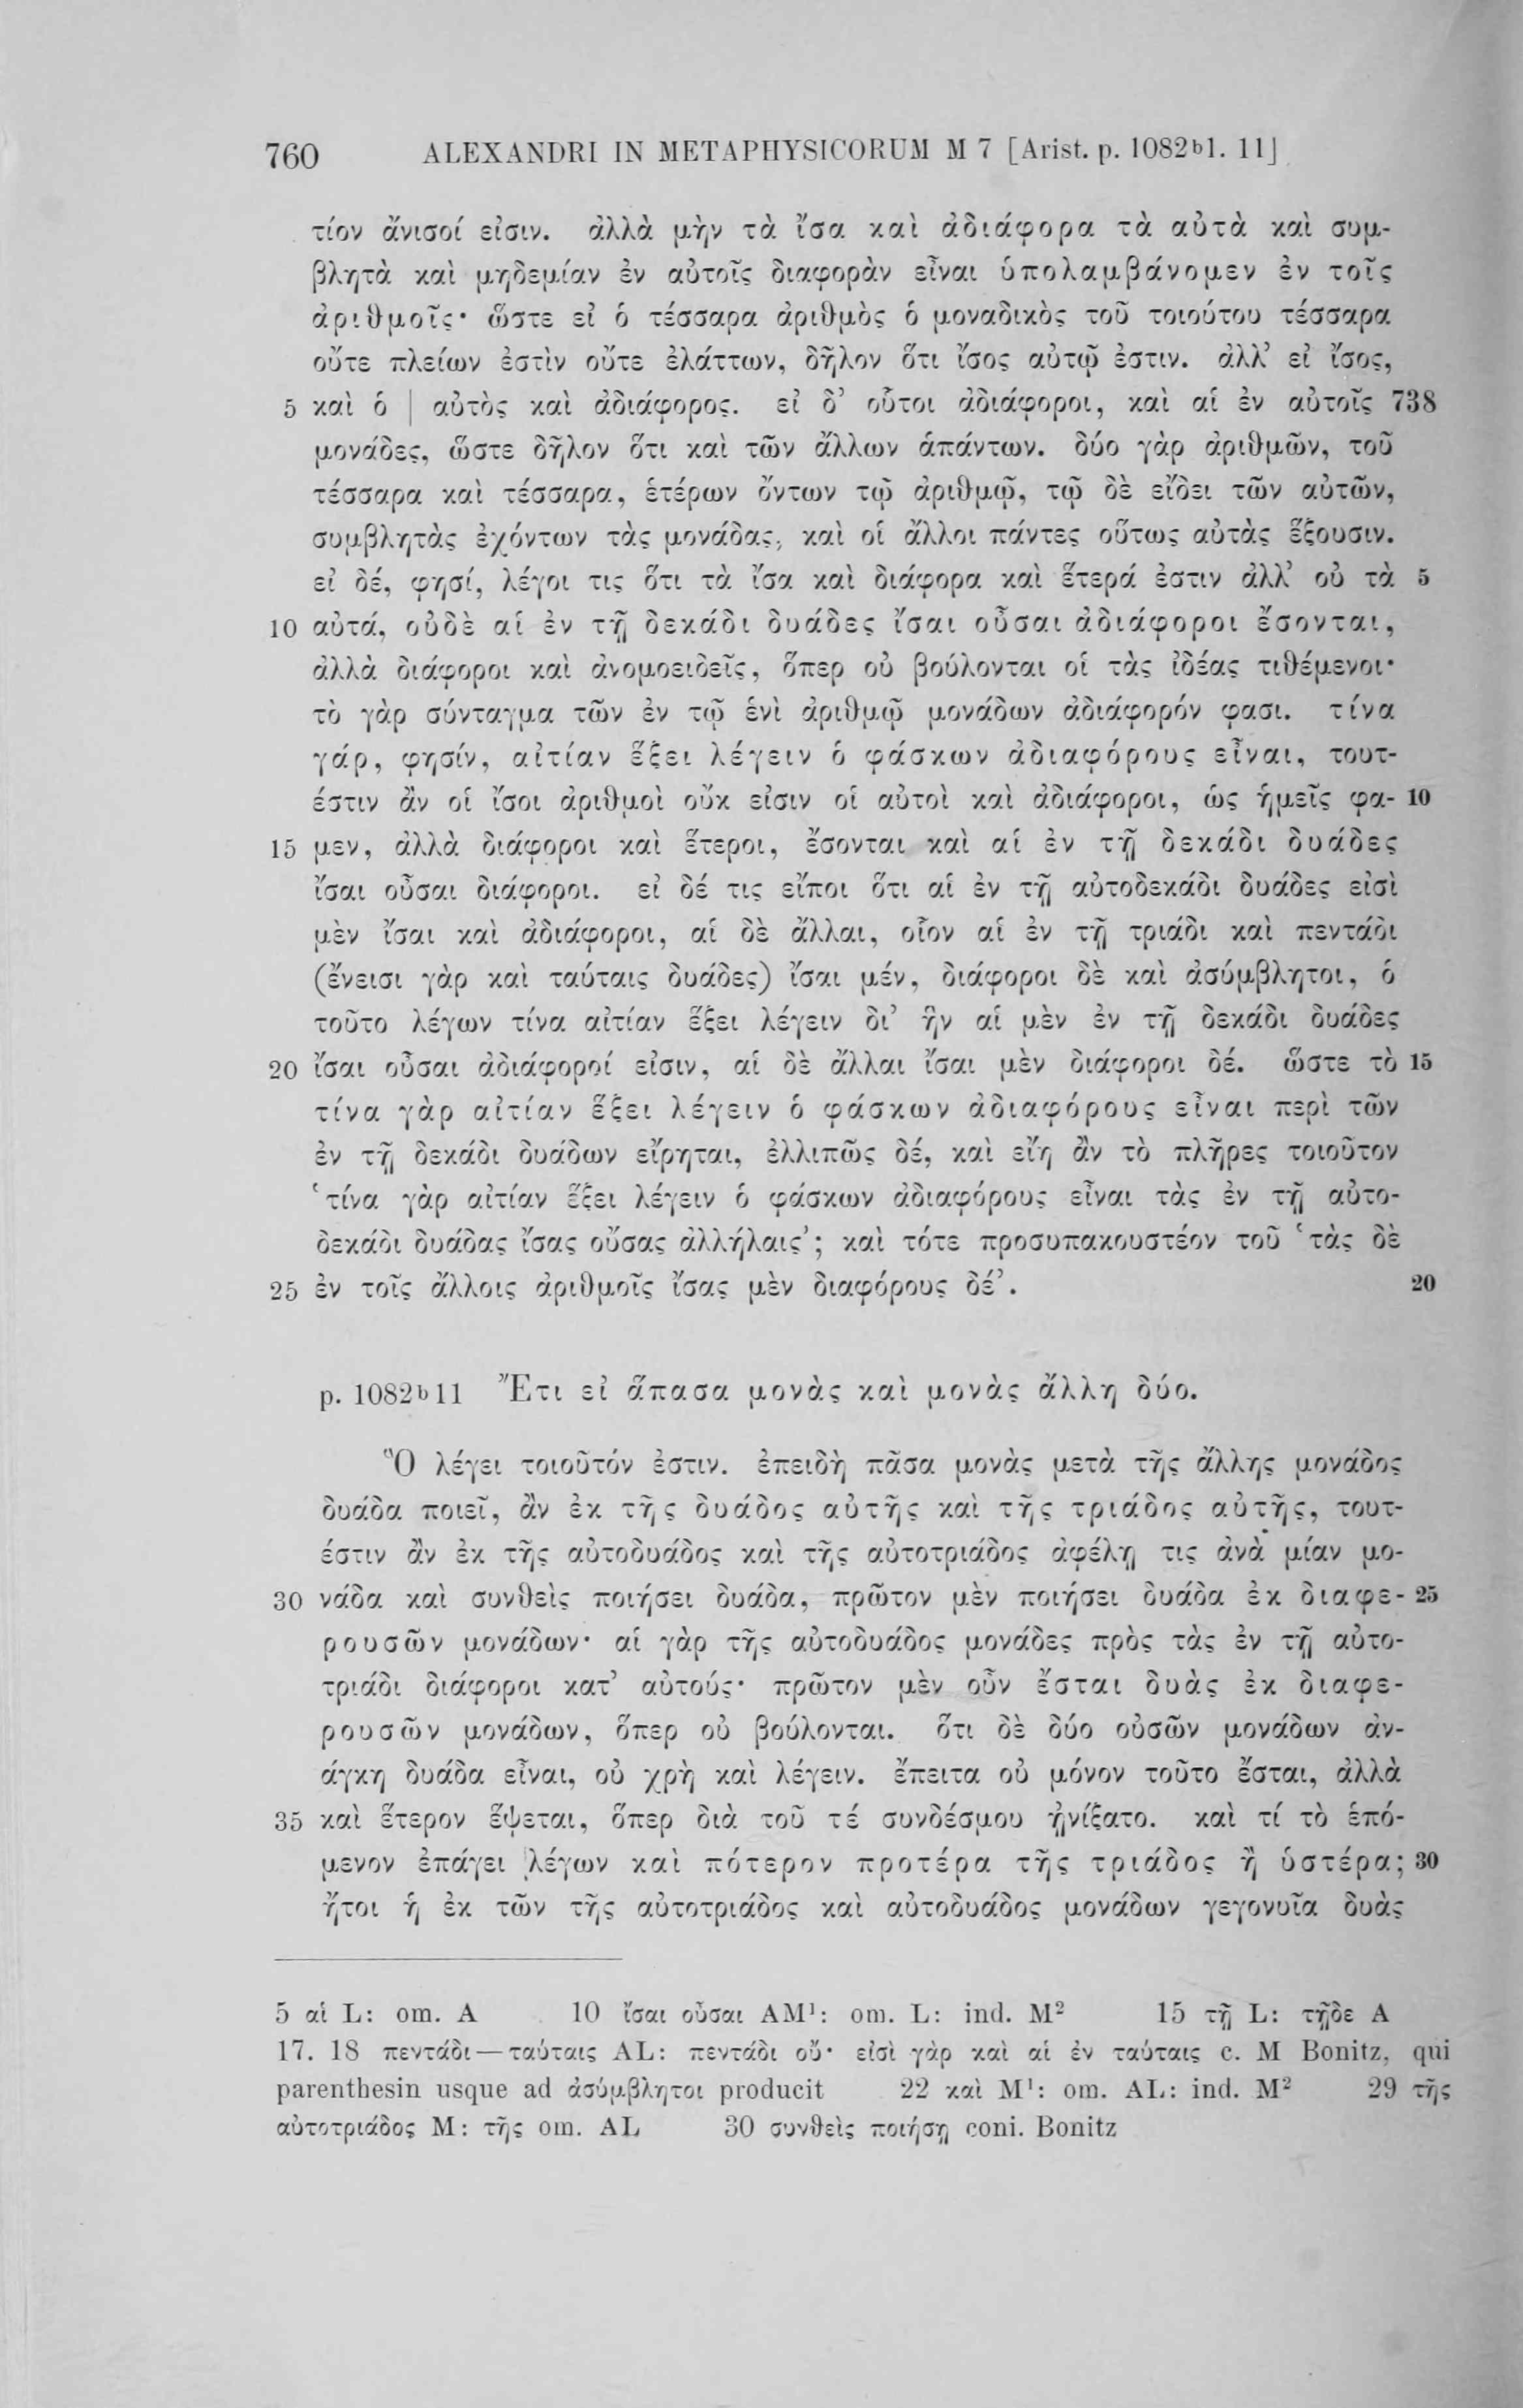 760 ALEXANDRI IN METAPHYSICORUM M 7 [Arist. p. 1082ᵇ1. 11]
τίον ἄνισοί εἰσιν. ἀλλὰ μὴν τὰ ἴσα καὶ ἀδιάφορα τὰ αὐτὰ καὶ συμ-
βλητὰ καὶ μηδεμίαν ἐν αὐτοῖς διαφορὰν εἶναι ὑπολαμβάνομεν ἐν τοῖς
ἀριθμοῖς· ὥστε εἰ ὁ τέσσαρα ἀριθμὸς ὁ μοναδικὸς τοῦ τοιούτου τέσσαρα
οὔτε πλείων ἐστὶν οὔτε ἐλάττων, δῆλον ὅτι ἴσος αὐτῷ ἐστιν. ἀλλ’ εἰ ἴσος,
5 καὶ ὁ | αὐτὸς καὶ ἀδιάφορος. εἰ δ’ οὗτοι ἀδιάφοροι, καὶ αἱ ἐν αὐτοῖς 738
μονάδες, ὥστε δῆλον ὅτι καὶ τῶν ἄλλων ἁπάντων. δύο γὰρ ἀριθμῶν, τοῦ
τέσσαρα καὶ τέσσαρα, ἑτέρων ὄντων τῷ ἀριθμῷ, τῷ δὲ εἴδει τῶν αὐτῶν,
συμβλητὰς ἐχόντων τὰς μονάδας, καὶ οἱ ἄλλοι πάντες οὕτως αὐτὰς ἕξουσιν.
εἰ δέ, φησί, λέγοι τις ὅτι τὰ ἴσα καὶ διάφορα καὶ ἕτερά ἐστιν ἀλλ’ οὐ τὰ 5
10 αὐτά, οὐδὲ αἱ ἐν τῇ δεκάδι δυάδες ἴσαι οὖσαι ἀδιάφοροι ἔσονται,
ἀλλὰ διάφοροι καὶ ἀνομοειδεῖς, ὅπερ οὐ βούλονται οἱ τὰς ἰδέας τιθέμενοι·
τὸ γὰρ σύνταγμα τῶν ἐν τῷ ἑνὶ ἀριθμῷ μονάδων ἀδιάφορόν φασι. τίνα
γάρ, φησίν, αἰτίαν ἕξει λέγειν ὁ φάσκων ἀδιαφόρους εἶναι, τουτ-
έστιν ἂν οἱ ἴσοι ἀριθμοὶ οὔκ εἰσιν οἱ αὐτοὶ καὶ ἀδιάφοροι, ὡς ἡμεῖς φα- 10
15 μεν, ἀλλὰ διάφοροι καὶ ἕτεροι, ἔσονται καὶ αἱ ἐν τῇ δεκάδι δυάδες
ἴσαι οὖσαι διάφοροι. εἰ δέ τις εἴποι ὅτι αἱ ἐν τῇ αὐτοδεκάδι δυάδες εἰσὶ
μὲν ἴσαι καὶ ἀδιάφοροι, αἱ δὲ ἄλλαι, οἷον αἱ ἐν τῇ τριάδι καὶ πεντάδι
(ἔνεισι γὰρ καὶ ταύταις δυάδες) ἴσαι μέν, διάφοροι δὲ καὶ ἀσύμβλητοι, ὁ
τοῦτο λέγων τίνα αἰτίαν ἕξει λέγειν δι’ ἣν αἱ μὲν ἐν τῇ δεκάδι δυάδες
20 ἴσαι οὖσαι ἀδιάφοροί εἰσιν, αἱ δὲ ἄλλαι ἴσαι μὲν διάφοροι δέ. ὥστε τὸ 15
τίνα γὰρ αἰτίαν ἕξει λέγειν ὁ φάσκων ἀδιαφόρους εἶναι περὶ τῶν
ἐν τῇ δεκάδι δυάδων εἴρηται, ἐλλιπῶς δέ, καὶ εἴη ἂν τὸ πλῆρες τοιοῦτον
‘τίνα γὰρ αἰτίαν ἕξει λέγειν ὁ φάσκων ἀδιαφόρους εἶναι τὰς ἐν τῇ αὐτο-
δεκάδι δυάδας ἴσας οὔσας ἀλλήλαις’; καὶ τότε προσυπακουστέον τοῦ ‘τὰς δὲ
25 ἐν τοῖς ἄλλοις ἀριθμοῖς ἴσας μὲν διαφόρους δέ’. 20
p. 1082ᵇ11 Ἔτι εἰ ἅπασα μονὰς καὶ μονὰς ἄλλη δύο.
Ὃ λέγει τοιοῦτόν ἐστιν. ἐπειδὴ πᾶσα μονὰς μετὰ τῆς ἄλλης μονάδος
δυάδα ποιεῖ, ἂν ἐκ τῆς δυάδος αὐτῆς καὶ τῆς τριάδος αὐτῆς, τουτ-
έστιν ἂν ἐκ τῆς αὐτοδυάδος καὶ τῆς αὐτοτριάδος ἀφέλῃ τις ἀνὰ μίαν μο-
30 νάδα καὶ συνθεὶς ποιήσει δυάδα, πρῶτον μὲν ποιήσει δυάδα ἐκ διαφε- 25
ρουσῶν μονάδων· αἱ γὰρ τῆς αὐτοδυάδος μονάδες πρὸς τὰς ἐν τῇ αὐτο-
τριάδι διάφοροι κατ’ αὐτούς· πρῶτον μὲν οὖν ἔσται δυὰς ἐκ διαφε-
ρουσῶν μονάδων, ὅπερ οὐ βούλονται. ὅτι δὲ δύο οὐσῶν μονάδων ἀν-
άγκη δυάδα εἶναι, οὐ χρὴ καὶ λέγειν. ἔπειτα οὐ μόνον τοῦτο ἔσται, ἀλλὰ
35 καὶ ἕτερον ἕψεται, ὅπερ διὰ τοῦ τέ συνδέσμου ᾐνίξατο. καὶ τί τὸ ἑπό-
μενον ἐπάγει λέγων καὶ πότερον προτέρα τῆς τριάδος ἢ ὑστέρα; 30
ἤτοι ἡ ἐκ τῶν τῆς αὐτοτριάδος καὶ αὐτοδυάδος μονάδων γεγονυῖα δυὰς
5 αἱ L: om. A 10 ἴσαι οὖσαι AM¹: om. L: ind. M² 15 τῇ L: τῇδε A
17. 18 πεντάδι—ταύταις AL: πεντάδι οὔ· εἰσὶ γὰρ καὶ αἱ ἐν ταύταις c. M Bonitz, qui
parenthesin usque ad ἀσύμβλητοι producit 22 καὶ M¹: om. AL: ind. M² 29 τῆς
αὐτοτριάδος M: τῆς om. AL 30 συνθεὶς ποιήσῃ coni. Bonitz